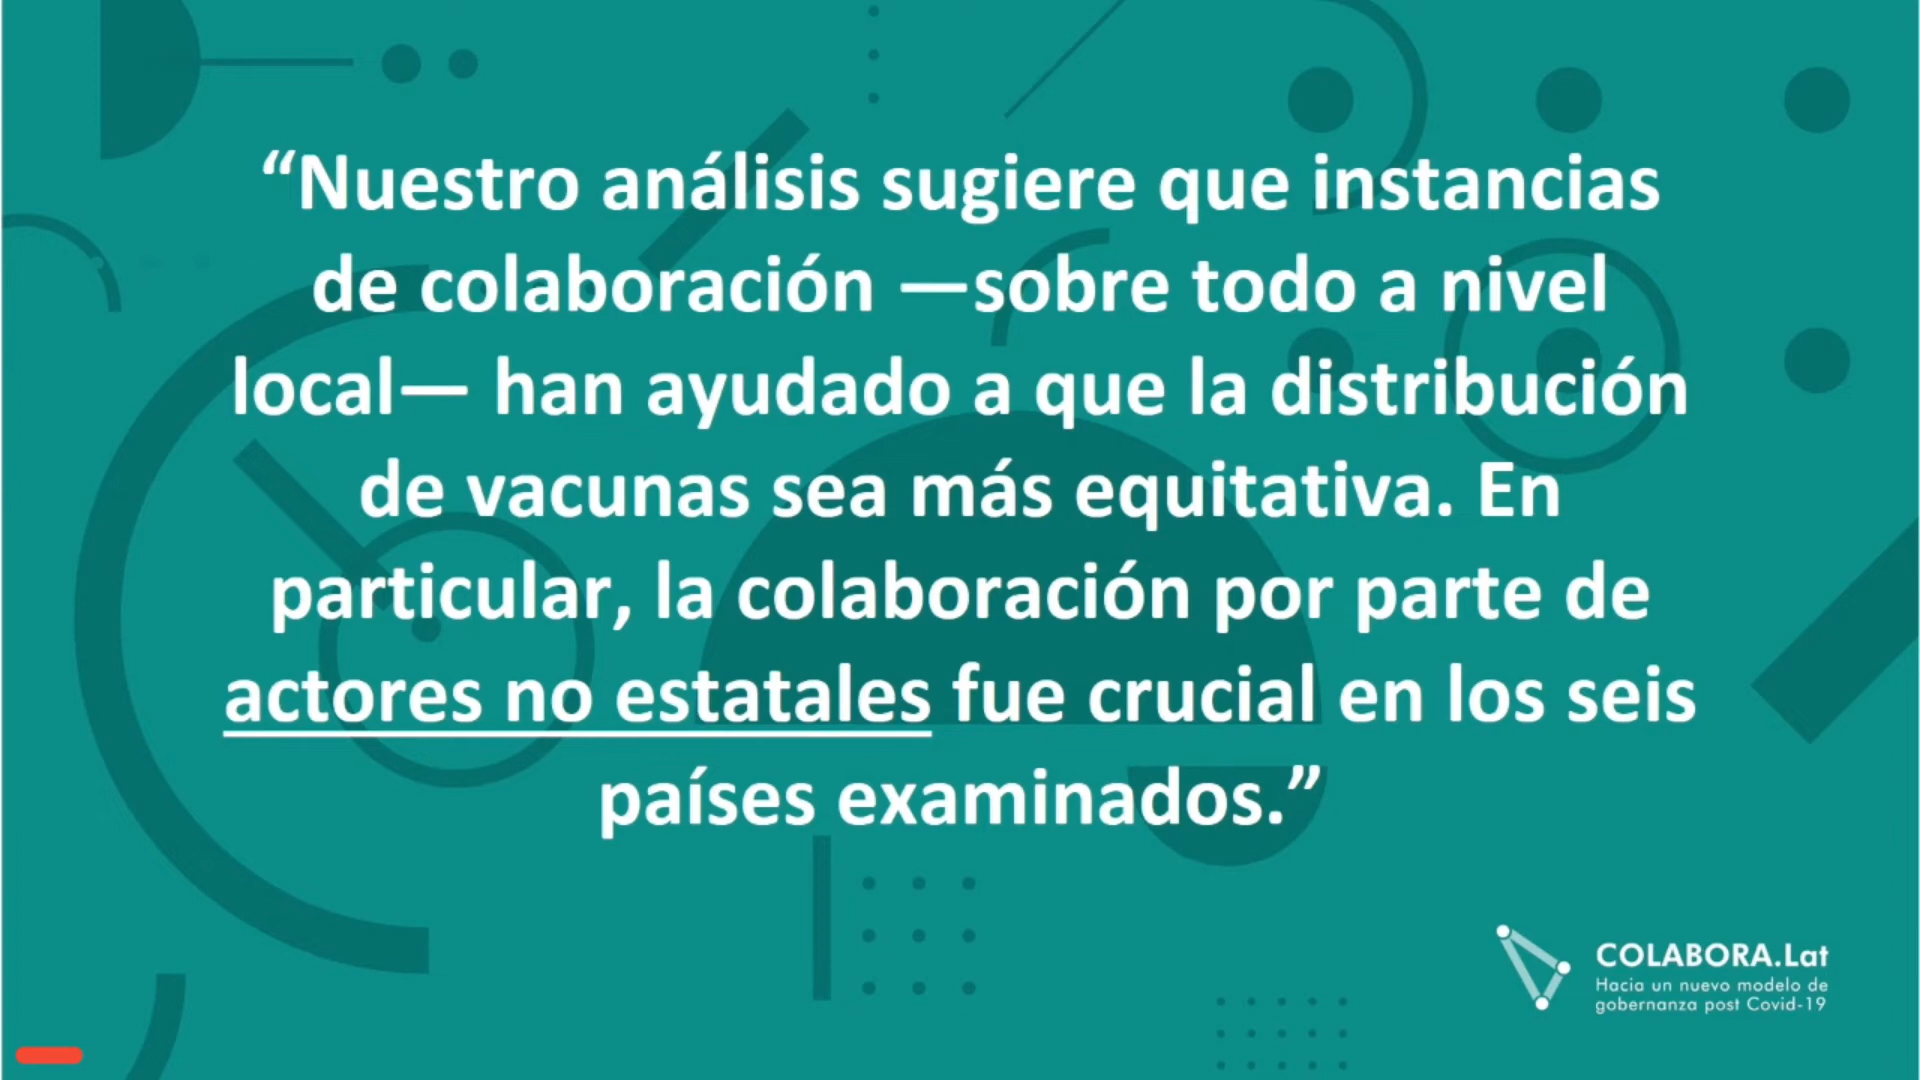 “Nuestro análisis sugiere que instancias
de colaboración —sobre todo a nivel
local— han ayudado a que la distribución
de vacunas sea más equitativa. En
particular, la colaboración por parte de
actores no estatales fue crucial en los seis
países examinados.”
COLABORA.Lat
Hacia un nuevo modelo de
gobernanza post Covid-19